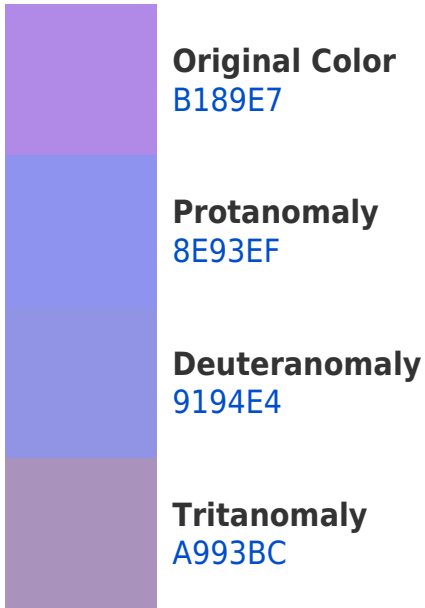 Original Color
B189E7
Protanomaly
8E93EF
Deuteranomaly
9194E4
Tritanomaly
A993BC